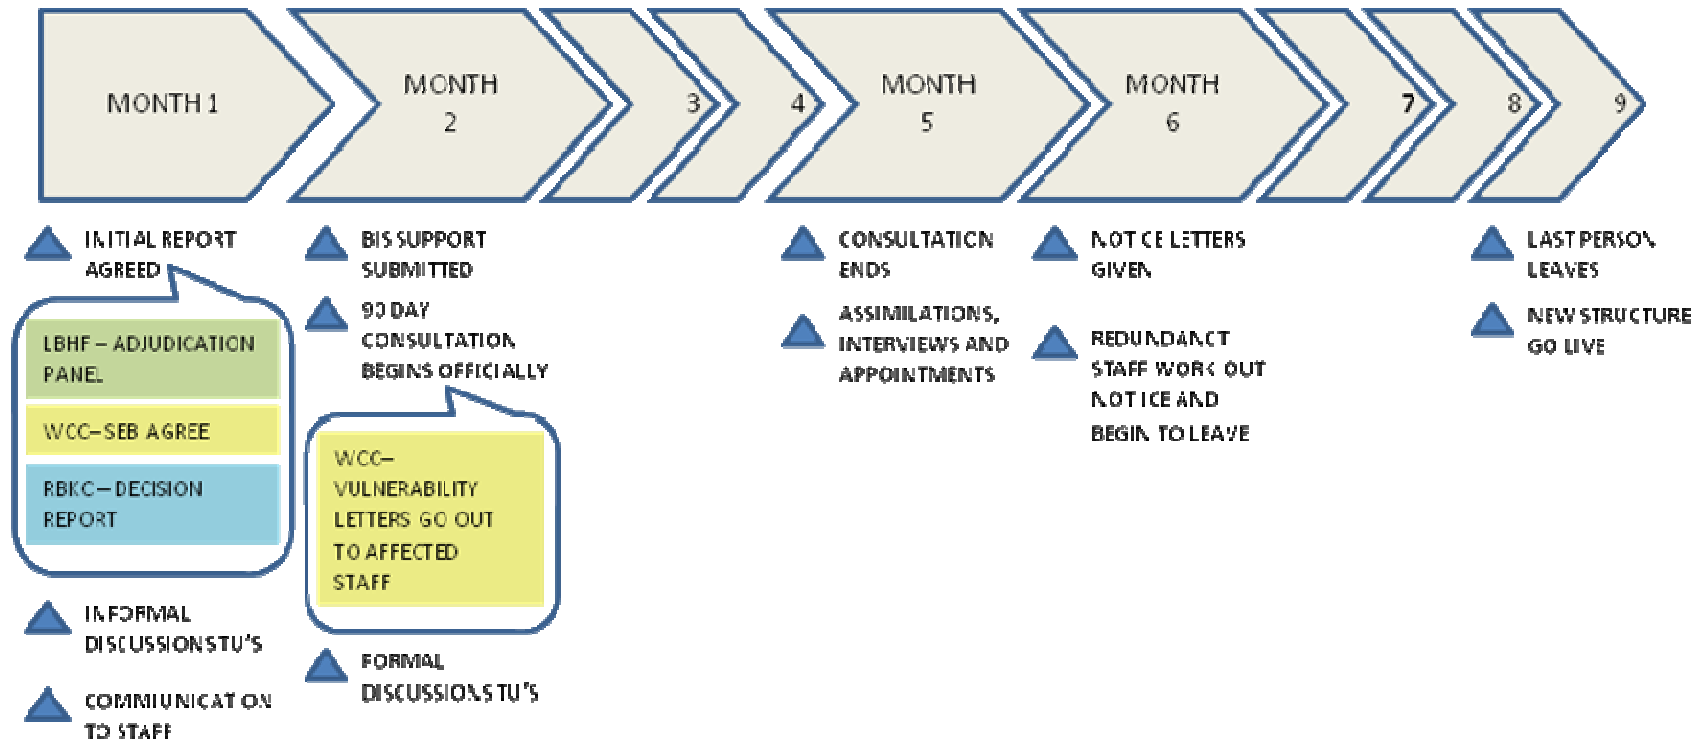 MONTH 1
MONTH
2
3
4
MONTH
5
MONTH
6
7
8
9
INITIAL REPORT
AGREED
LBHF – ADJUDICATION
PANEL
WCC–SEB AGREE
RBKC – DECISION
REPORT
INFORMAL
DISCUSSIONS TU'S
COMMUNICATION
TO STAFF
BIS SUPPORT
SUBMITTED
90 DAY
CONSULTATION
BEGINS OFFICIALLY
WCC–
VULNERABILITY
LETTERS GO OUT
TO AFFECTED
STAFF
FORMAL
DISCUSSIONS TU'S
CONSULTATION
ENDS
ASSIMILATIONS,
INTERVIEWS AND
APPOINTMENTS
NOTICE LETTERS
GIVEN
REDUNDANCT
STAFF WORK OUT
NOTICE AND
BEGIN TO LEAVE
LAST PERSON
LEAVES
NEW STRUCTURE
GO LIVE